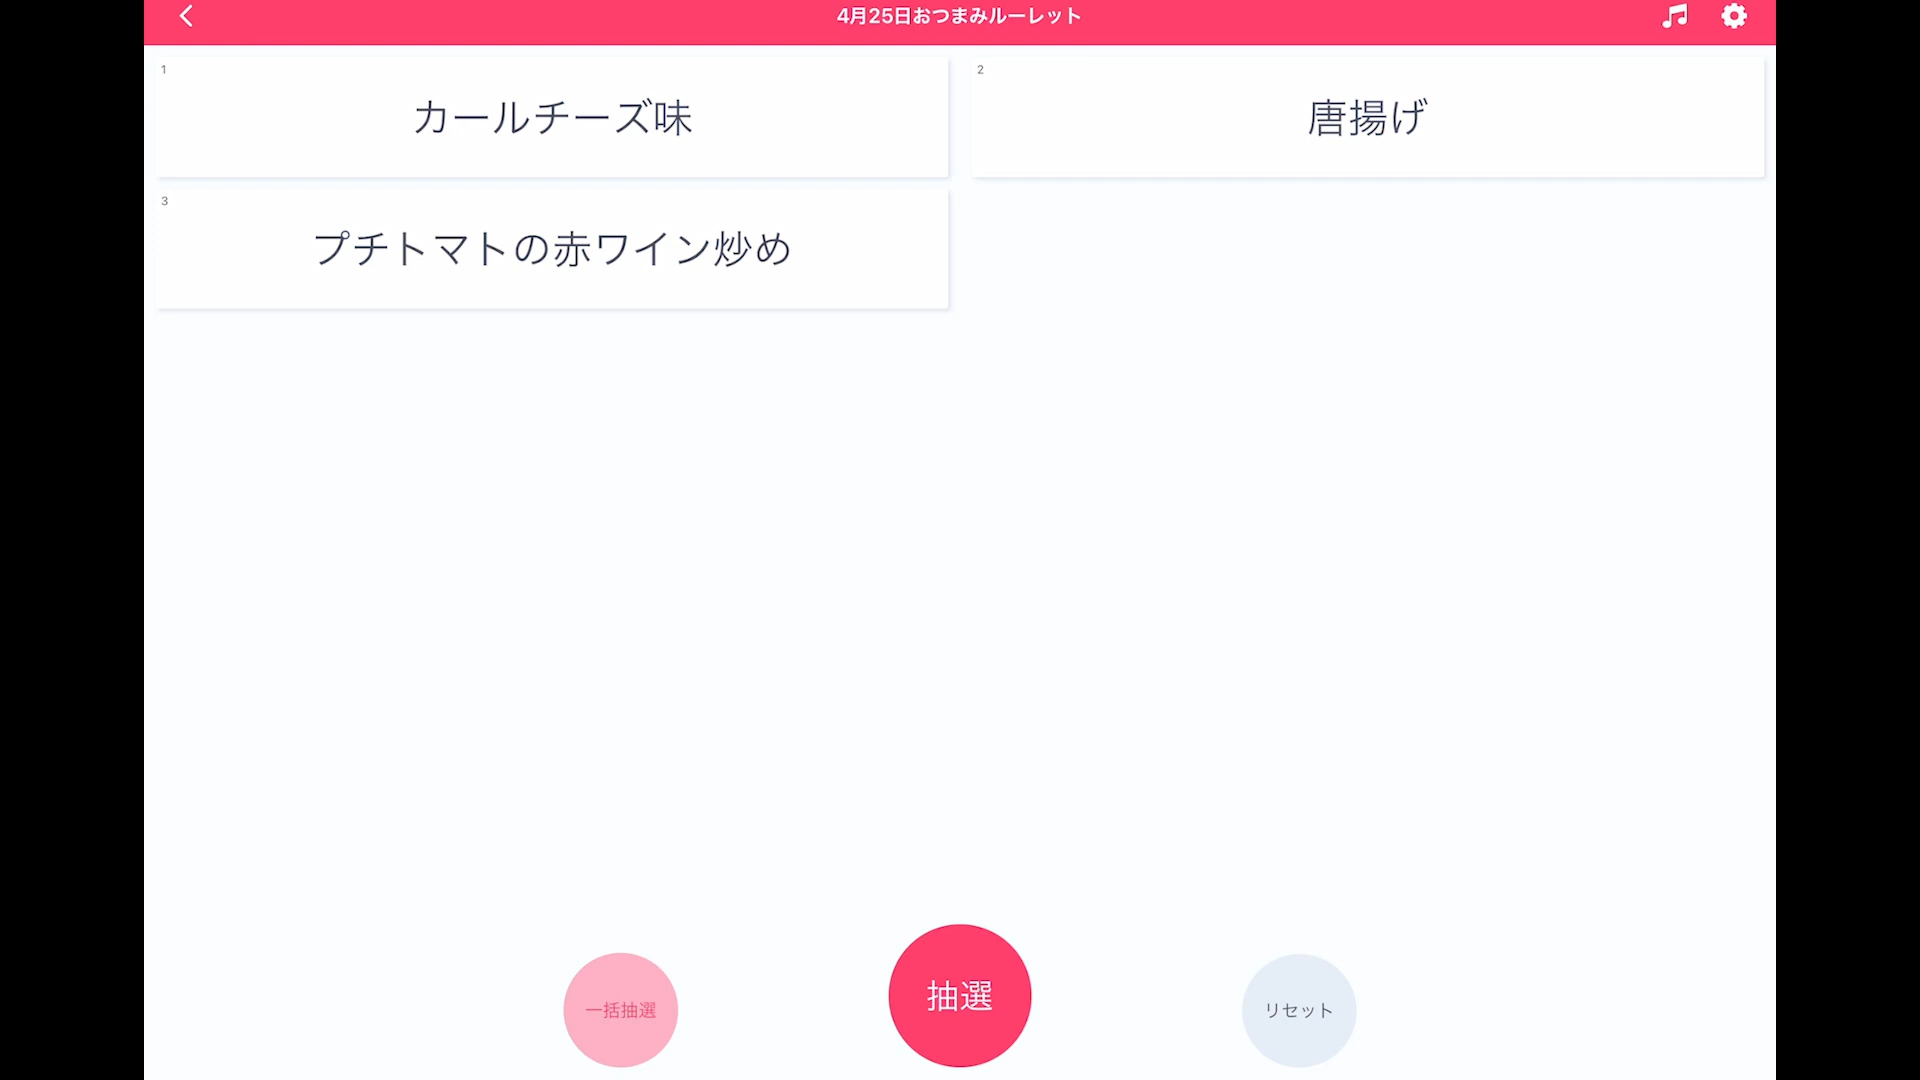 4月25日おつまみルーレット
1
カールチーズ味
2
唐揚げ
3
プチトマトの赤ワイン炒め
一括抽選
抽選
リセット